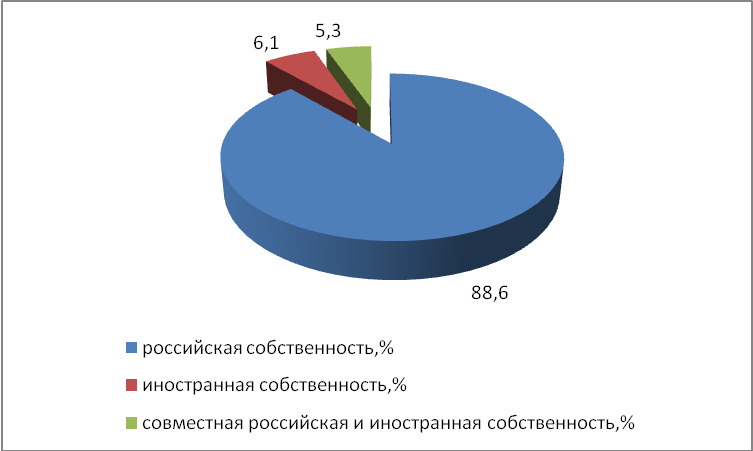 5,3
6,1
88,6
российская собственность,%
иностранная собственность,%
совместная российская и иностранная собственность,%